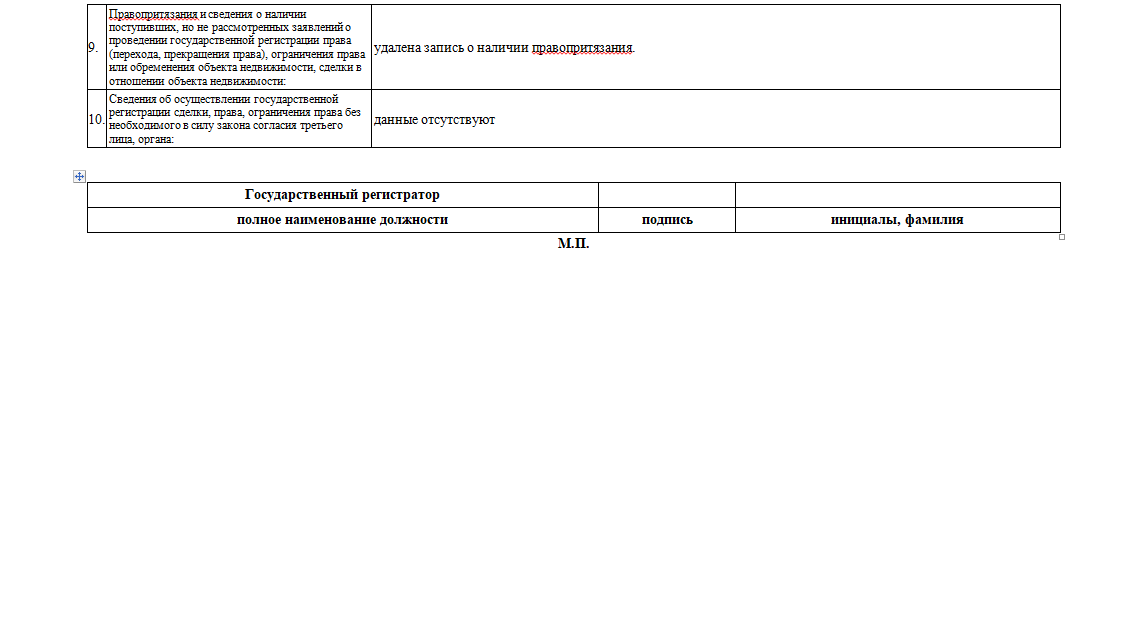 Правопритязания и сведения о наличии
поступивших, но не рассмотренных заявлений о
проведении государственной регистрации права
9. (перехода, прекращения права), ограничения права удалена запись о наличии правопритязания.
или обременения объекта недвижимости, сделки в
отношении объекта недвижимости:
Сведения об осуществлении государственной
регистрации сделки, права, ограничения права без
10. необходимого в силу закона согласия третьего данные отсутствуют
лица, органа:
Государственный регистратор
полное наименование должности подпись инициалы, фамилия
М.П.